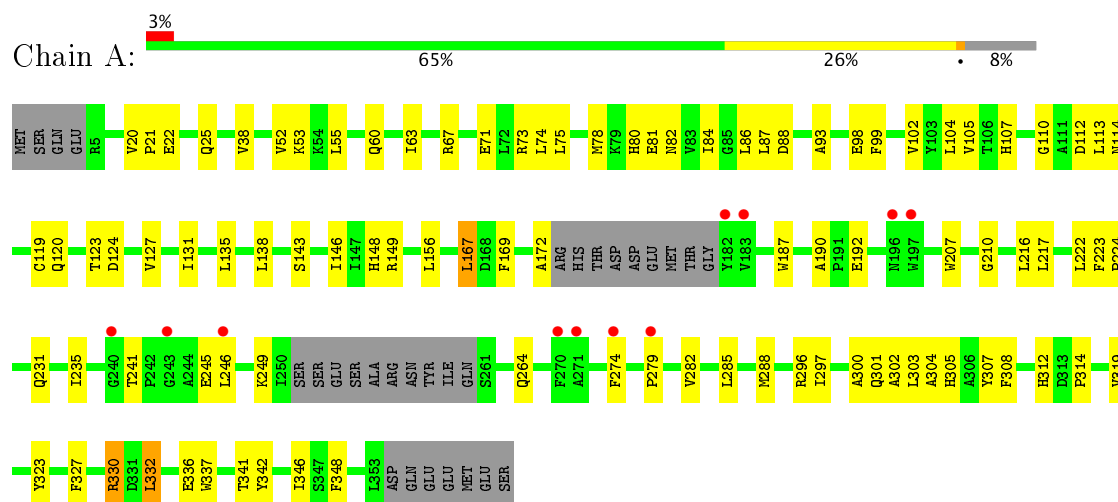 3%
Chain A:
65% 26% • 8%
MET SER GLN GLU R5 V20 P21 E22 Q25 V38 V52 K53 K54 L55 Q60 I63 R67 E71 L72 R73 L74 L75 M78 K79 H80 E81 N82 V83 I84 G85 L86 L87 D88 A93 E98 F99 V102 Y103 L104 V105 T106 H107 G110 A111 D112 L113 N114
C119 Q120 T123 D124 V127 I131 L135 L138 S143 I146 I147 H148 R149 L156 L167 D168 F169 A172 ARG HIS THR ASP ASP GLU MET THR GLY Y182 V183 W187 A190 P191 E192 N196 W197 W207 G210 L216 L217 L222 F223 P224
Q231 I235 G240 T241 P242 G243 A244 E245 L246 K249 I250 SER SER GLU SER ALA ARG ASN TYR ILE GLN S261 Q264 F270 A271 F274 P279 V282 L285 M288 R296 I297 A300 Q301 A302 L303 A304 H305 A306 Y307 F308 H312 D313 P314
Y323 F327 R330 D331 L332 E336 W337 T341 Y342 I346 S347 F348 L353 ASP GLN GLU GLU MET GLU SER